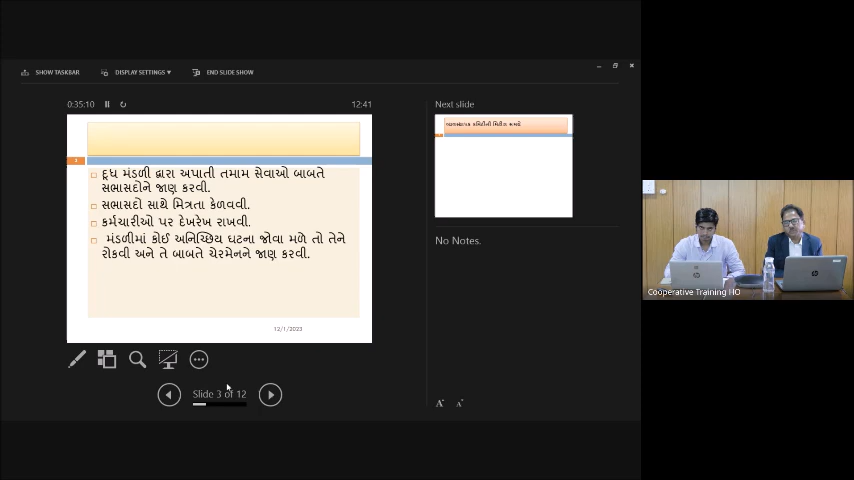 SHOW TASKBAR
DISPLAY SETTINGS ▼
END SLIDE SHOW
0:35:10
12:41
Next slide
3
દૂધ મંડળી દ્વારા અપાતી તમામ સેવાઓ બાબતે
સભાસદોને જાણ કરવી.
સભાસદો સાથે મિત્રતા કેળવવી.
કર્મચારીઓ પર દેખરેખ રાખવી.
મંડળીમાં કોઈ અનિચ્છિય ઘટના જોવા મળે તો તેને
રોકવી અને તે બાબતે ચેરમેનને જાણ કરવી.
12/1/2023
No Notes.
Slide 3 of 12
A A
Cooperative Training HO